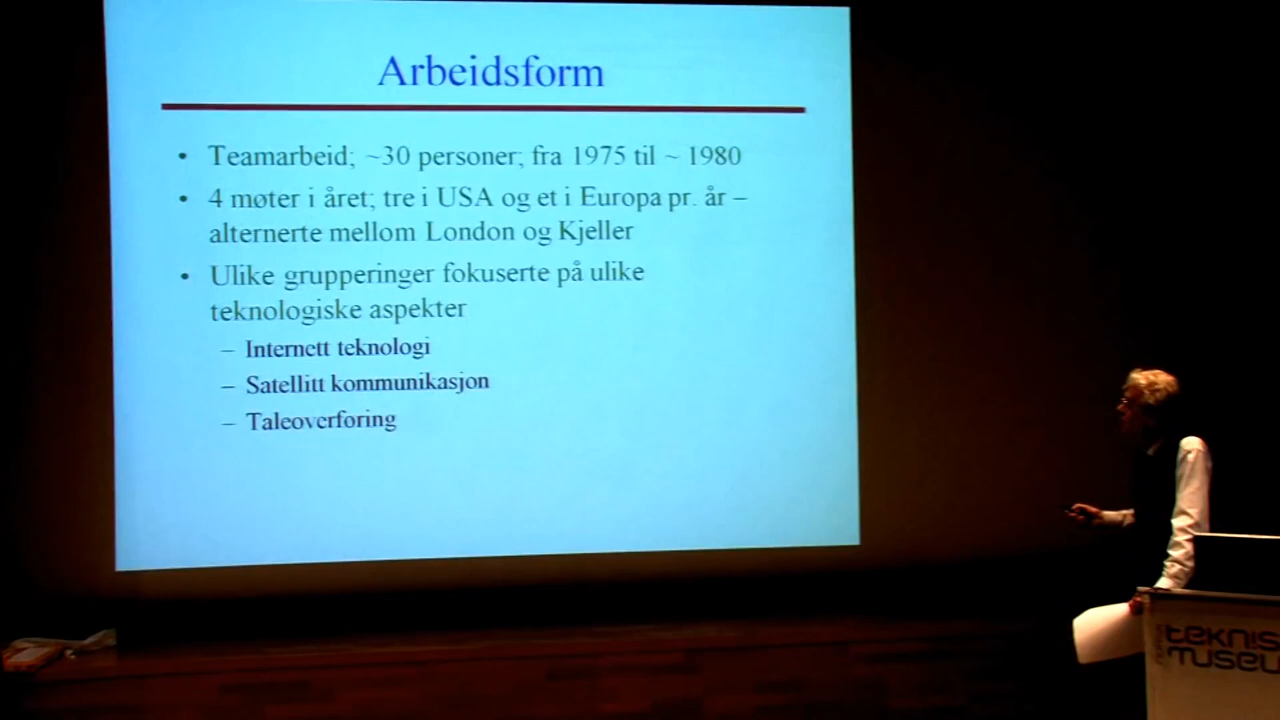 Arbeidsform
• Teamarbeid; ~30 personer; fra 1975 til ~ 1980
• 4 møter i året; tre i USA og et i Europa pr. år –
alternerte mellom London og Kjeller
• Ulike grupperinger fokuserte på ulike
teknologiske aspekter
– Internett teknologi
– Satellitt kommunikasjon
– Taleoverføring
teknis
museu